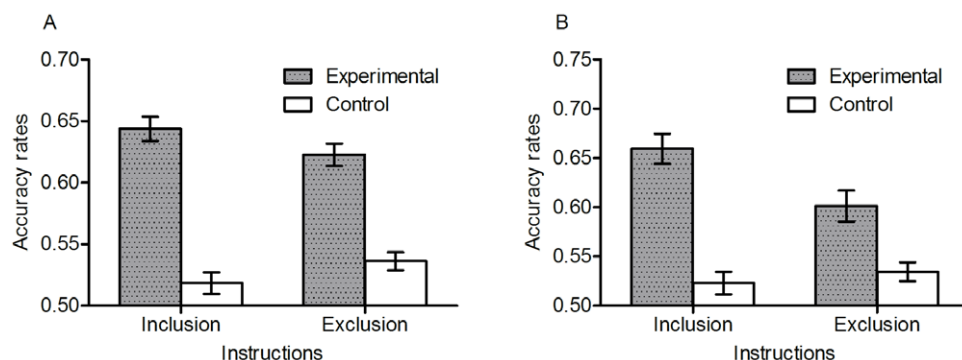 A
Accuracy rates
0.70
0.65
0.60
0.55
0.50
Experimental
Control
Inclusion
Exclusion
Instructions
B
Accuracy rates
0.75
0.70
0.65
0.60
0.55
0.50
Experimental
Control
Inclusion
Exclusion
Instructions